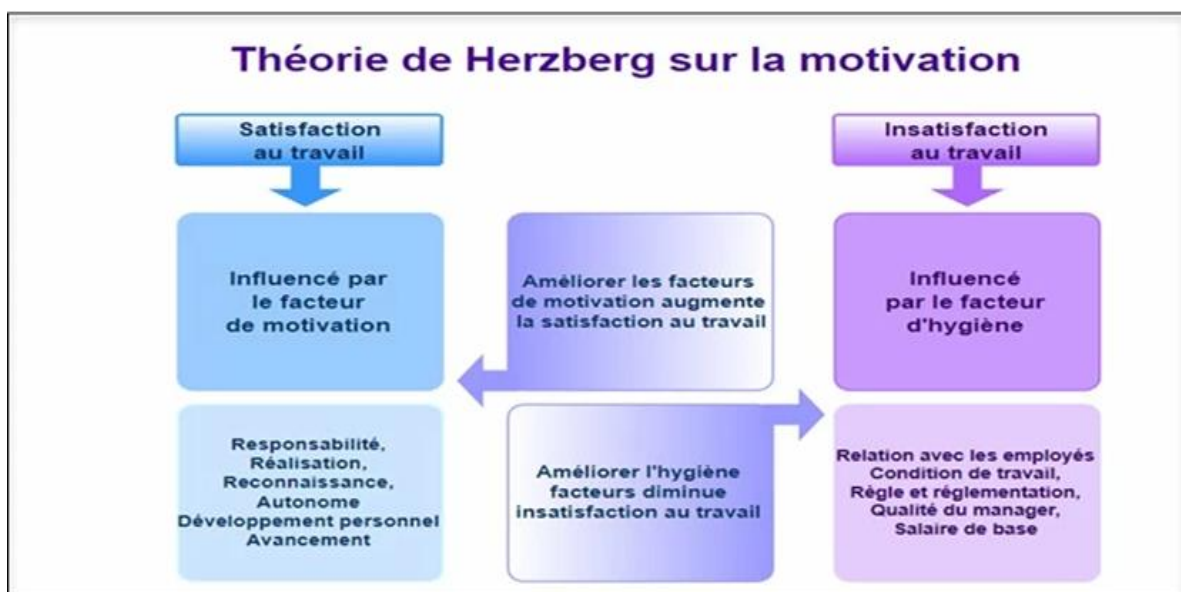 Théorie de Herzberg sur la motivation
Satisfaction
au travail
Insatisfaction
au travail
Influencé par
le facteur
de motivation
Améliorer les facteurs
de motivation augmente
la satisfaction au travail
Influencé
par le facteur
d'hygiène
Responsabilité,
Réalisation,
Reconnaissance,
Autonome
Développement personnel
Avancement
Améliorer l'hygiène
facteurs diminue
insatisfaction au travail
Relation avec les employés
Condition de travail,
Règle et réglementation,
Qualité du manager,
Salaire de base